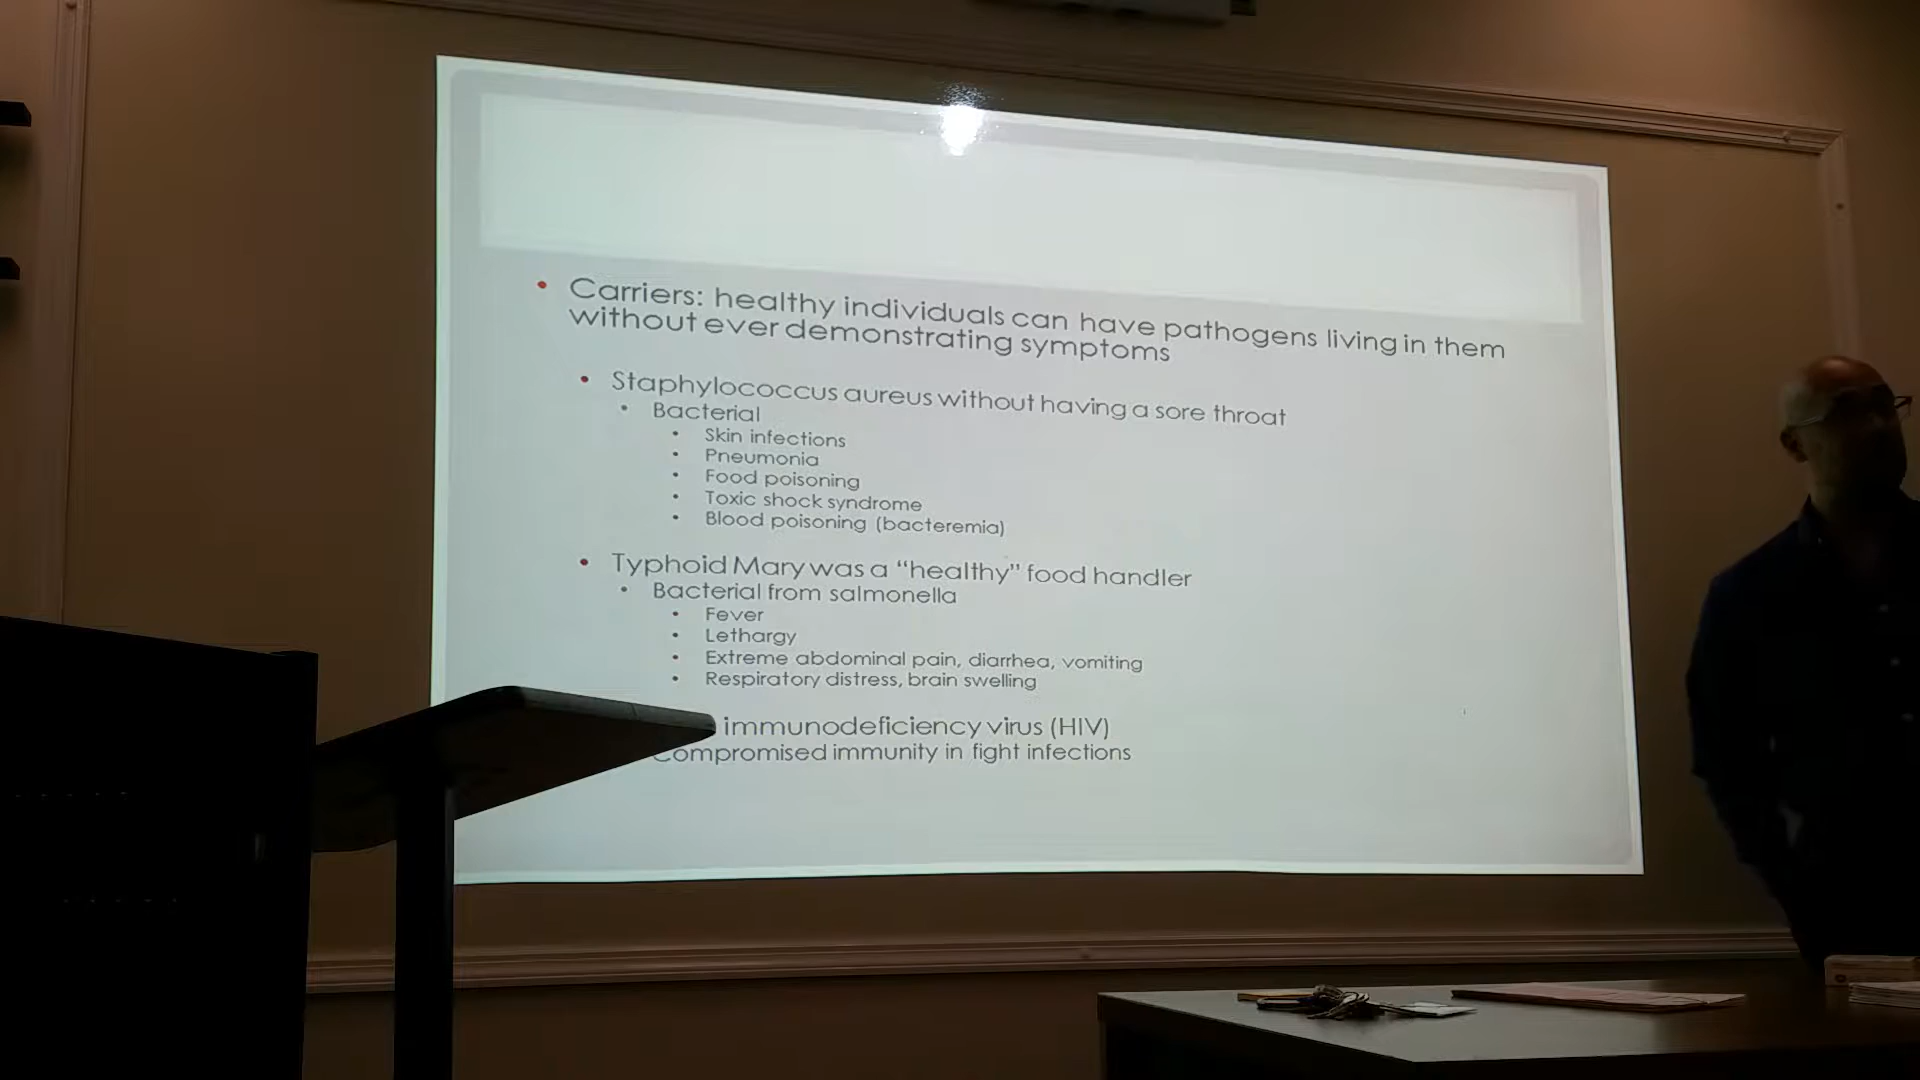 • Carriers: healthy individuals can have pathogens living in them
without ever demonstrating symptoms
• Staphylococcus aureus without having a sore throat
• Bacterial
• Skin infections
• Pneumonia
• Food poisoning
• Toxic shock syndrome
• Blood poisoning (bacteremia)
• Typhoid Mary was a “healthy” food handler
• Bacterial from salmonella
• Fever
• Lethargy
• Extreme abdominal pain, diarrhea, vomiting
• Respiratory distress, brain swelling
immunodeficiency virus (HIV)
Compromised immunity in fight infections